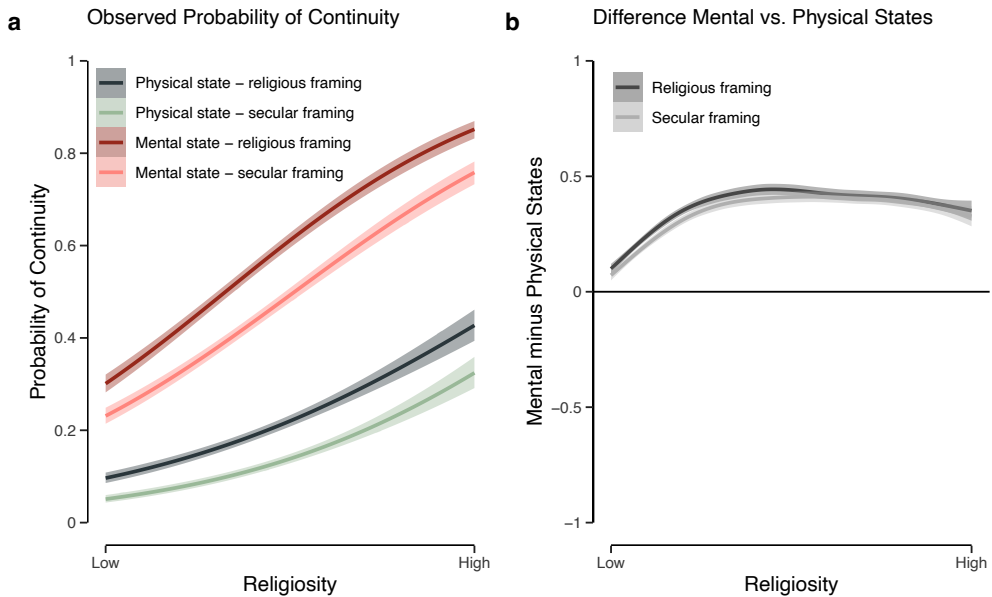 a
Observed Probability of Continuity
Probability of Continuity
1
0.8
0.6
0.4
0.2
0
Physical state – religious framing
Physical state – secular framing
Mental state – religious framing
Mental state – secular framing
Low
High
Religiosity
b
Difference Mental vs. Physical States
Mental minus Physical States
1
0.5
0
−0.5
−1
Religious framing
Secular framing
Low
High
Religiosity